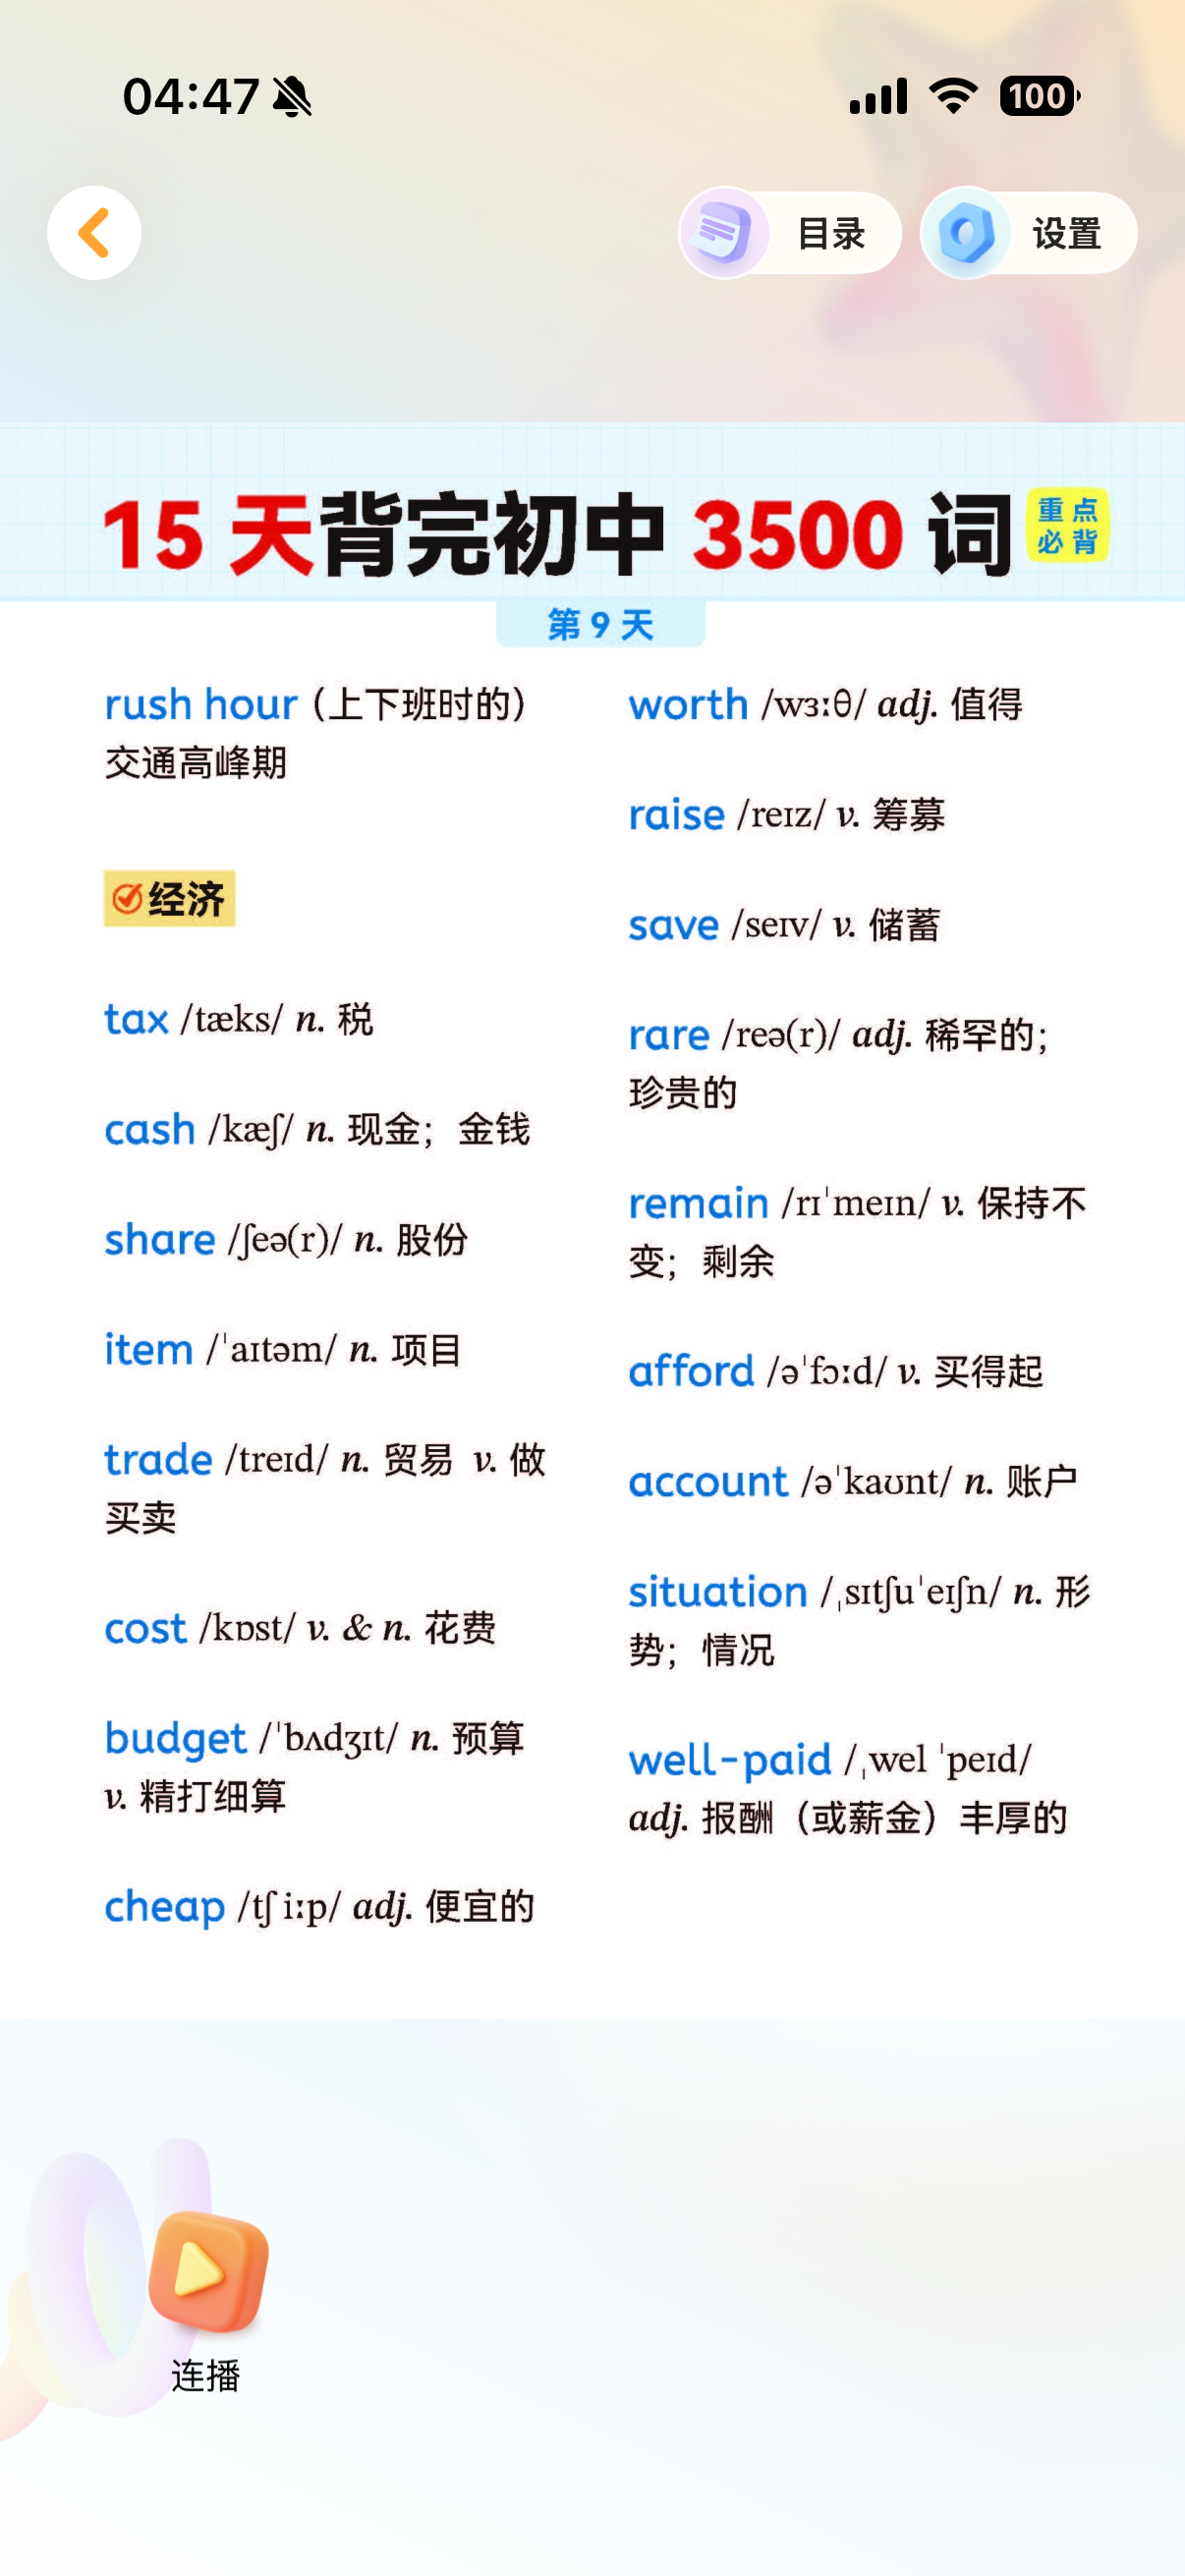 04:47
100
目录
设置
15 天背完初中 3500 词
重点
必背
第 9 天
rush hour（上下班时的）
交通高峰期
经济
tax /tæks/ n. 税
cash /kæʃ/ n. 现金；金钱
share /ʃeə(r)/ n. 股份
item /ˈaɪtəm/ n. 项目
trade /treɪd/ n. 贸易 v. 做
买卖
cost /kɒst/ v. & n. 花费
budget /ˈbʌdʒɪt/ n. 预算
v. 精打细算
cheap /tʃiːp/ adj. 便宜的
worth /wɜːθ/ adj. 值得
raise /reɪz/ v. 筹募
save /seɪv/ v. 储蓄
rare /reə(r)/ adj. 稀罕的；
珍贵的
remain /rɪˈmeɪn/ v. 保持不
变；剩余
afford /əˈfɔːd/ v. 买得起
account /əˈkaʊnt/ n. 账户
situation /ˌsɪtʃuˈeɪʃn/ n. 形
势；情况
well-paid /ˌwel ˈpeɪd/
adj. 报酬（或薪金）丰厚的
连播